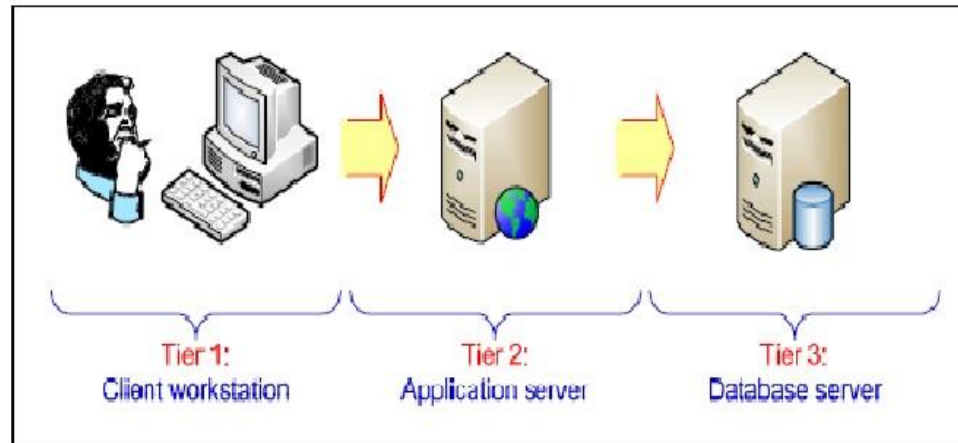 Tier 1:
Client workstation
Tier 2:
Application server
Tier 3:
Database server